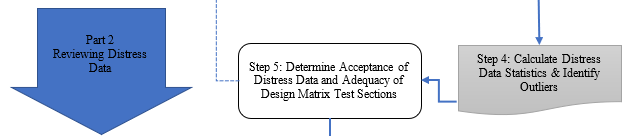 Part 2
Reviewing Distress
Data
Step 5: Determine Acceptance of
Distress Data and Adequacy of
Design Matrix Test Sections
Step 4: Calculate Distress
Data Statistics & Identify
Outliers